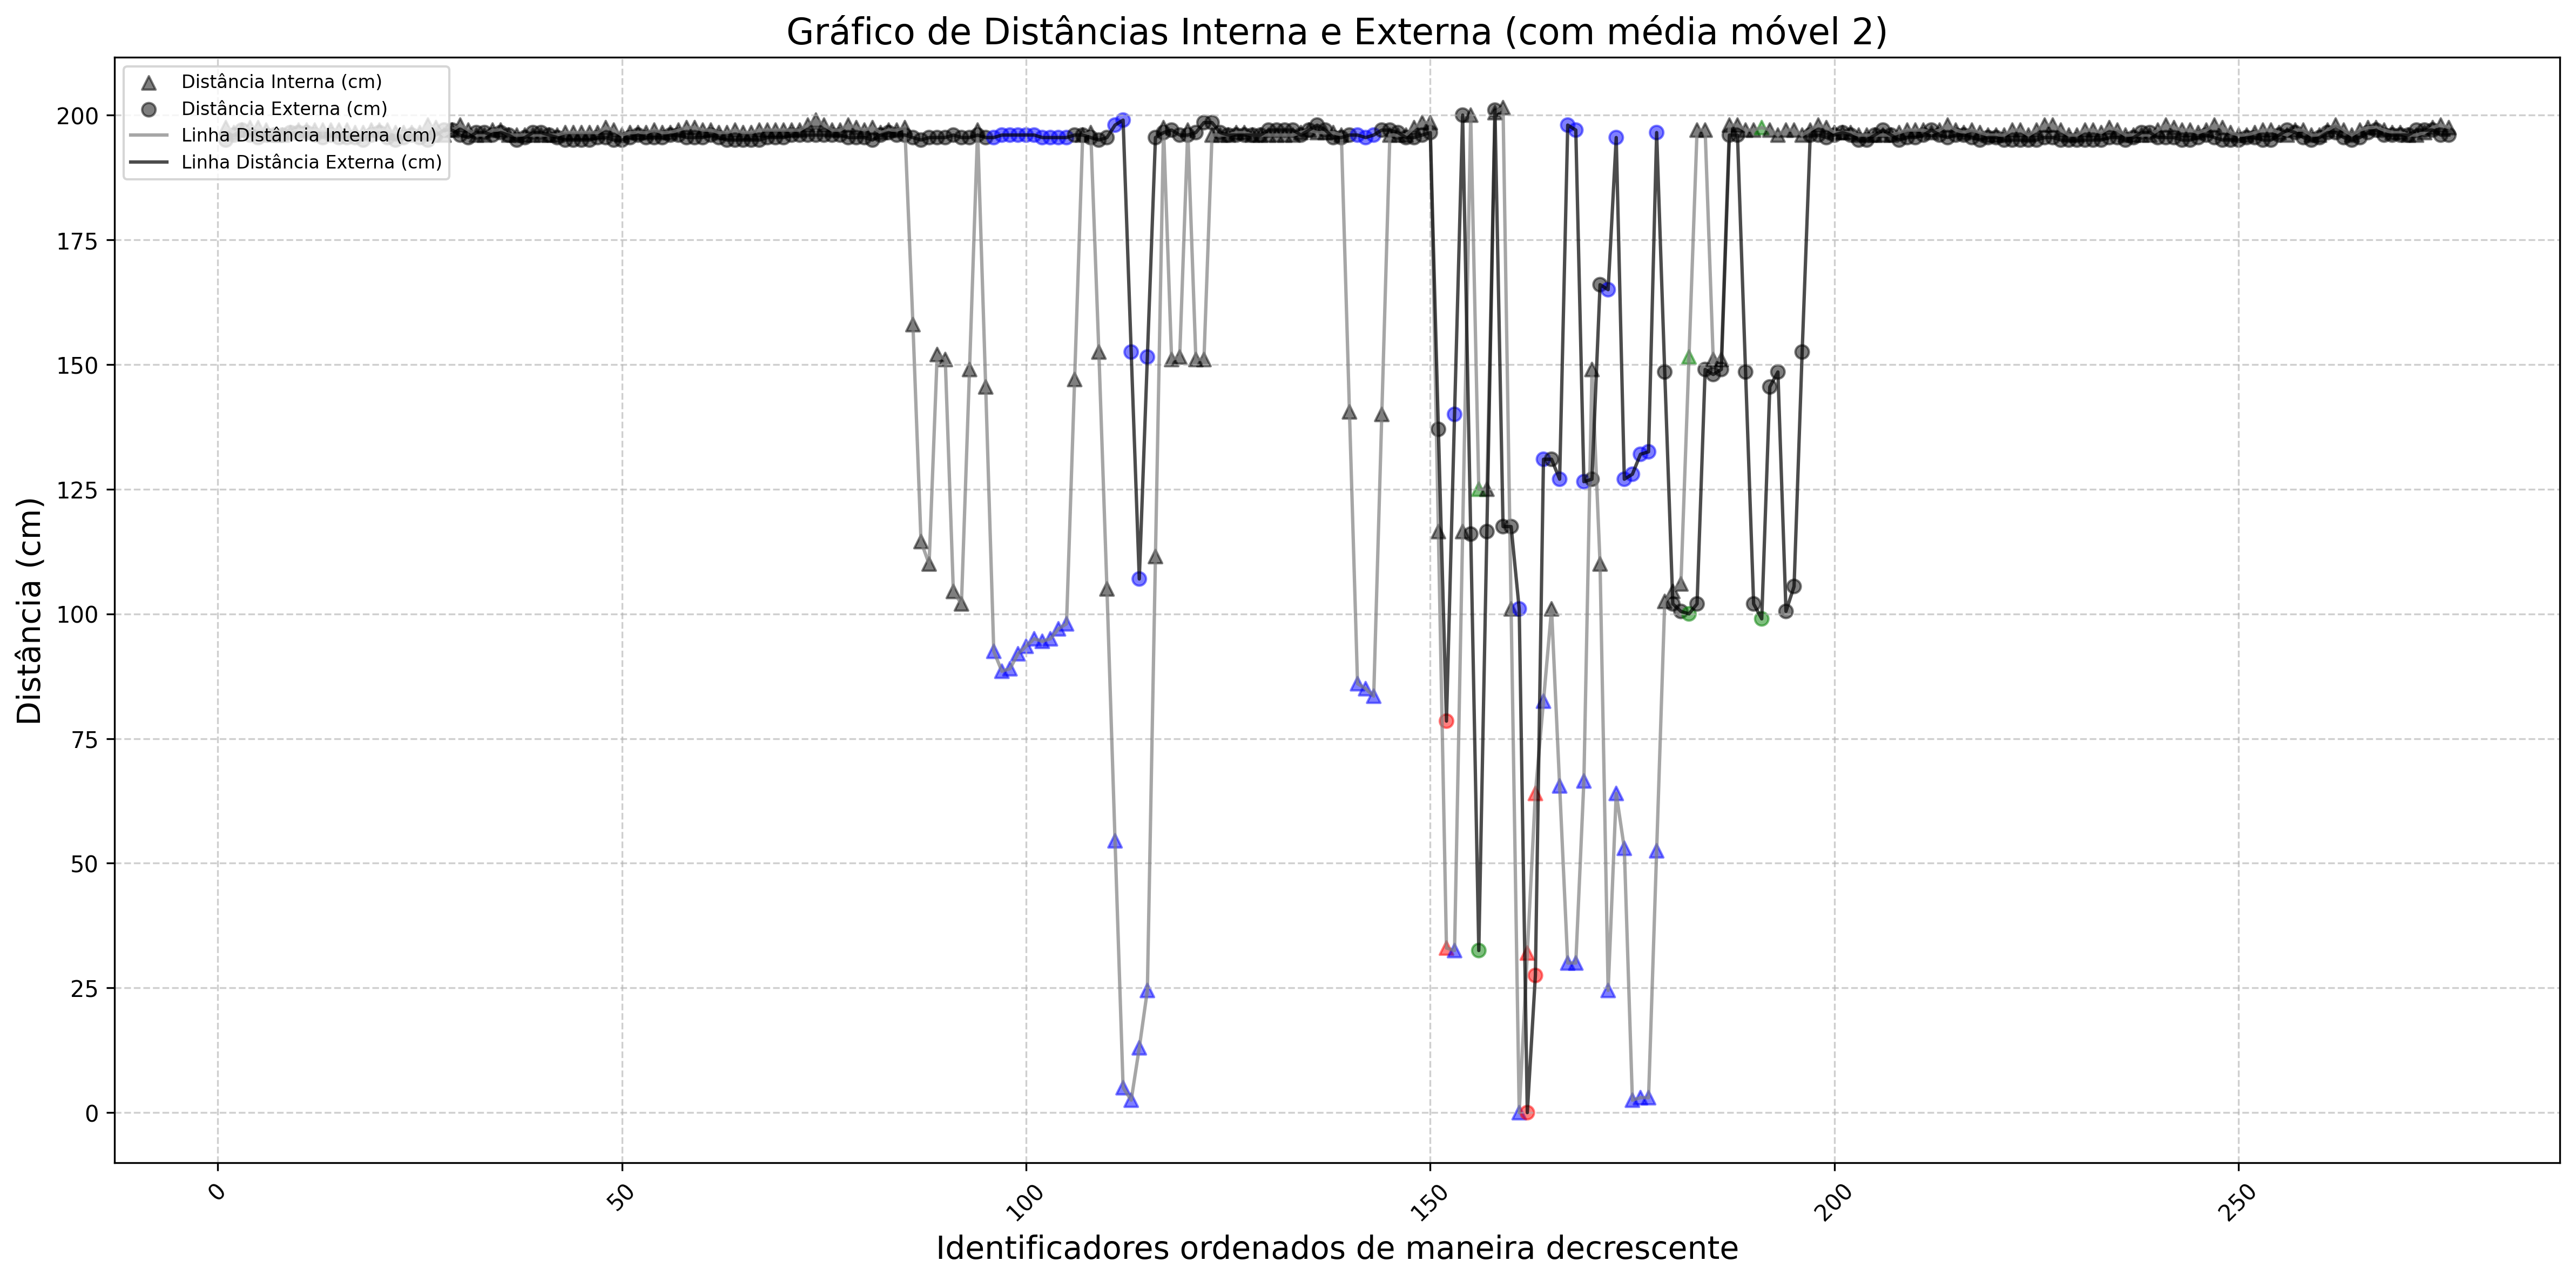 Gráfico de Distâncias Interna e Externa (com média móvel 2)
Distância Interna (cm)
Distância Externa (cm)
Linha Distância Interna (cm)
Linha Distância Externa (cm)
Distância (cm)
200
175
150
125
100
75
50
25
0
0
50
100
150
200
250
Identificadores ordenados de maneira decrescente